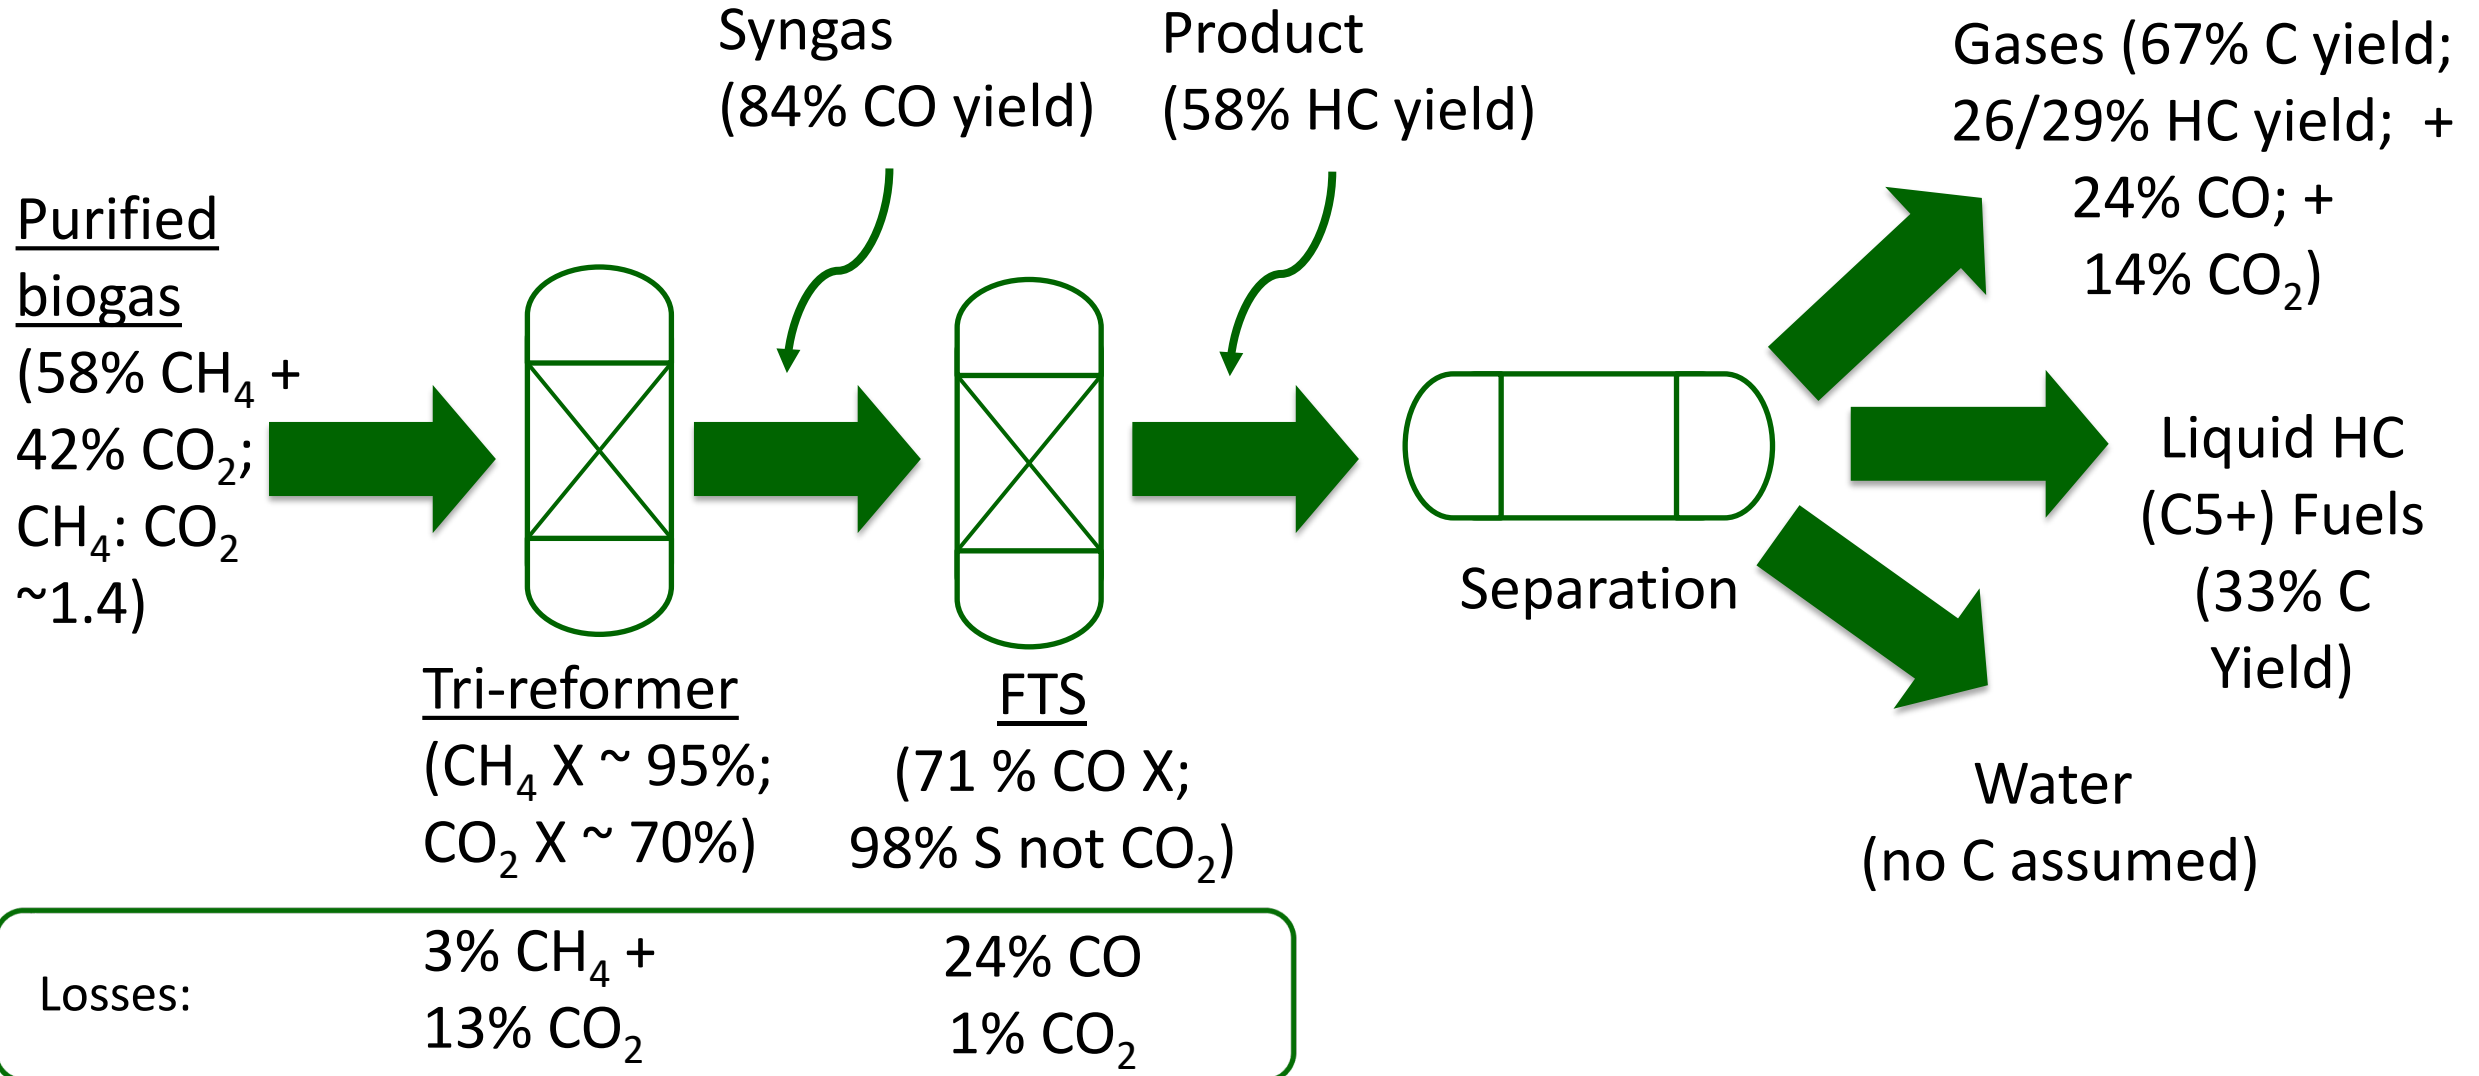 Syngas
(84% CO yield)
Product
(58% HC yield)
Gases (67% C yield;
26/29% HC yield; +
24% CO; +
14% CO₂)
Purified
biogas
(58% CH₄ +
42% CO₂;
CH₄: CO₂
~1.4)
Liquid HC
(C5+) Fuels
(33% C
Yield)
Separation
Tri-reformer
(CH₄ X ~ 95%;
CO₂ X ~ 70%)
FTS
(71 % CO X;
98% S not CO₂)
Water
(no C assumed)
Losses:
3% CH₄ +
13% CO₂
24% CO
1% CO₂